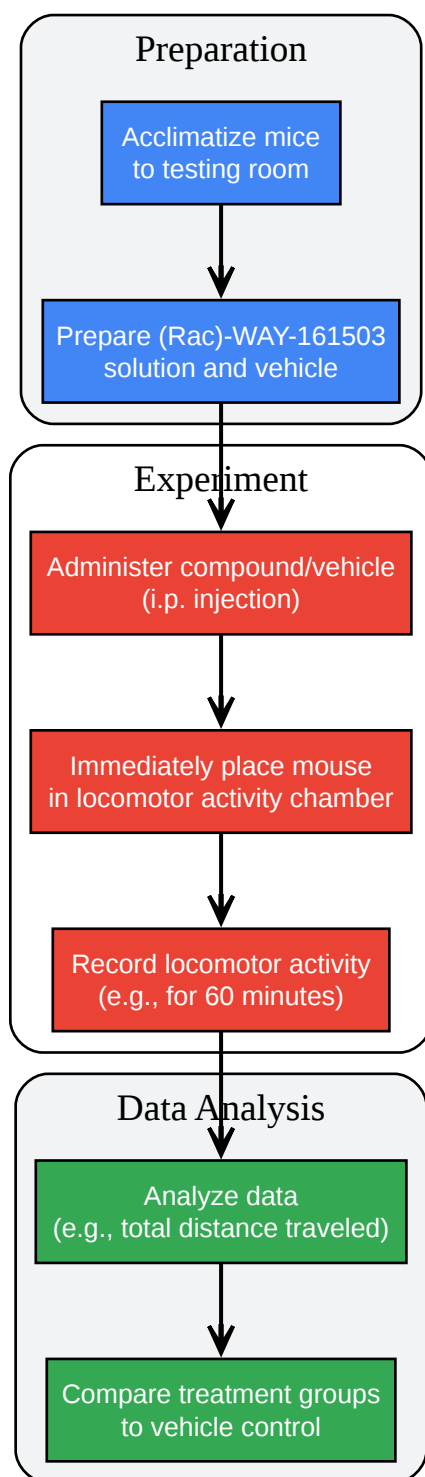 Preparation
Acclimatize mice
to testing room
Prepare (Rac)-WAY-161503
solution and vehicle
Experiment
Administer compound/vehicle
(i.p. injection)
Immediately place mouse
in locomotor activity chamber
Record locomotor activity
(e.g., for 60 minutes)
Data Analysis
Analyze data
(e.g., total distance traveled)
Compare treatment groups
to vehicle control